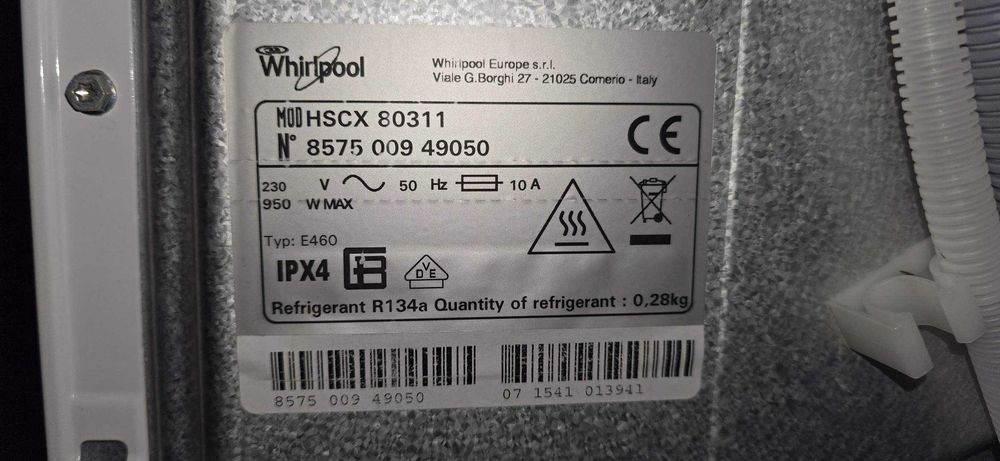 Whirlpool
Whirlpool Europe s.r.l.
Viale G.Borghi 27 - 21025 Comerio - Italy
MOD HSCX 80311
N° 8575 009 49050
CE
230 V 50 Hz 10 A
950 W MAX
Typ: E460
IPX4
DVE
Refrigerant R134a Quantity of refrigerant : 0,28kg
8575 009 49050
07 1541 013941